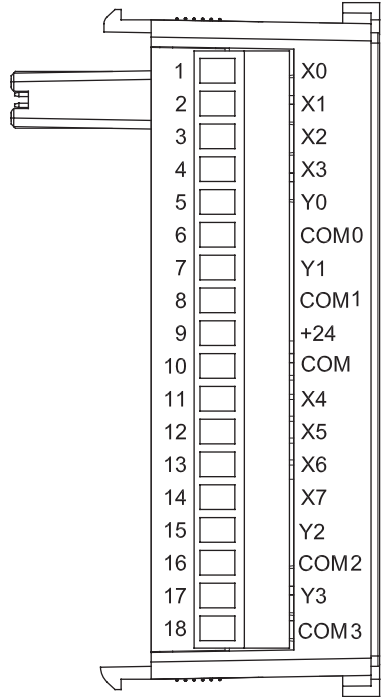 1 X0
2 X1
3 X2
4 X3
5 Y0
6 COM0
7 Y1
8 COM1
9 +24
10 COM
11 X4
12 X5
13 X6
14 X7
15 Y2
16 COM2
17 Y3
18 COM3